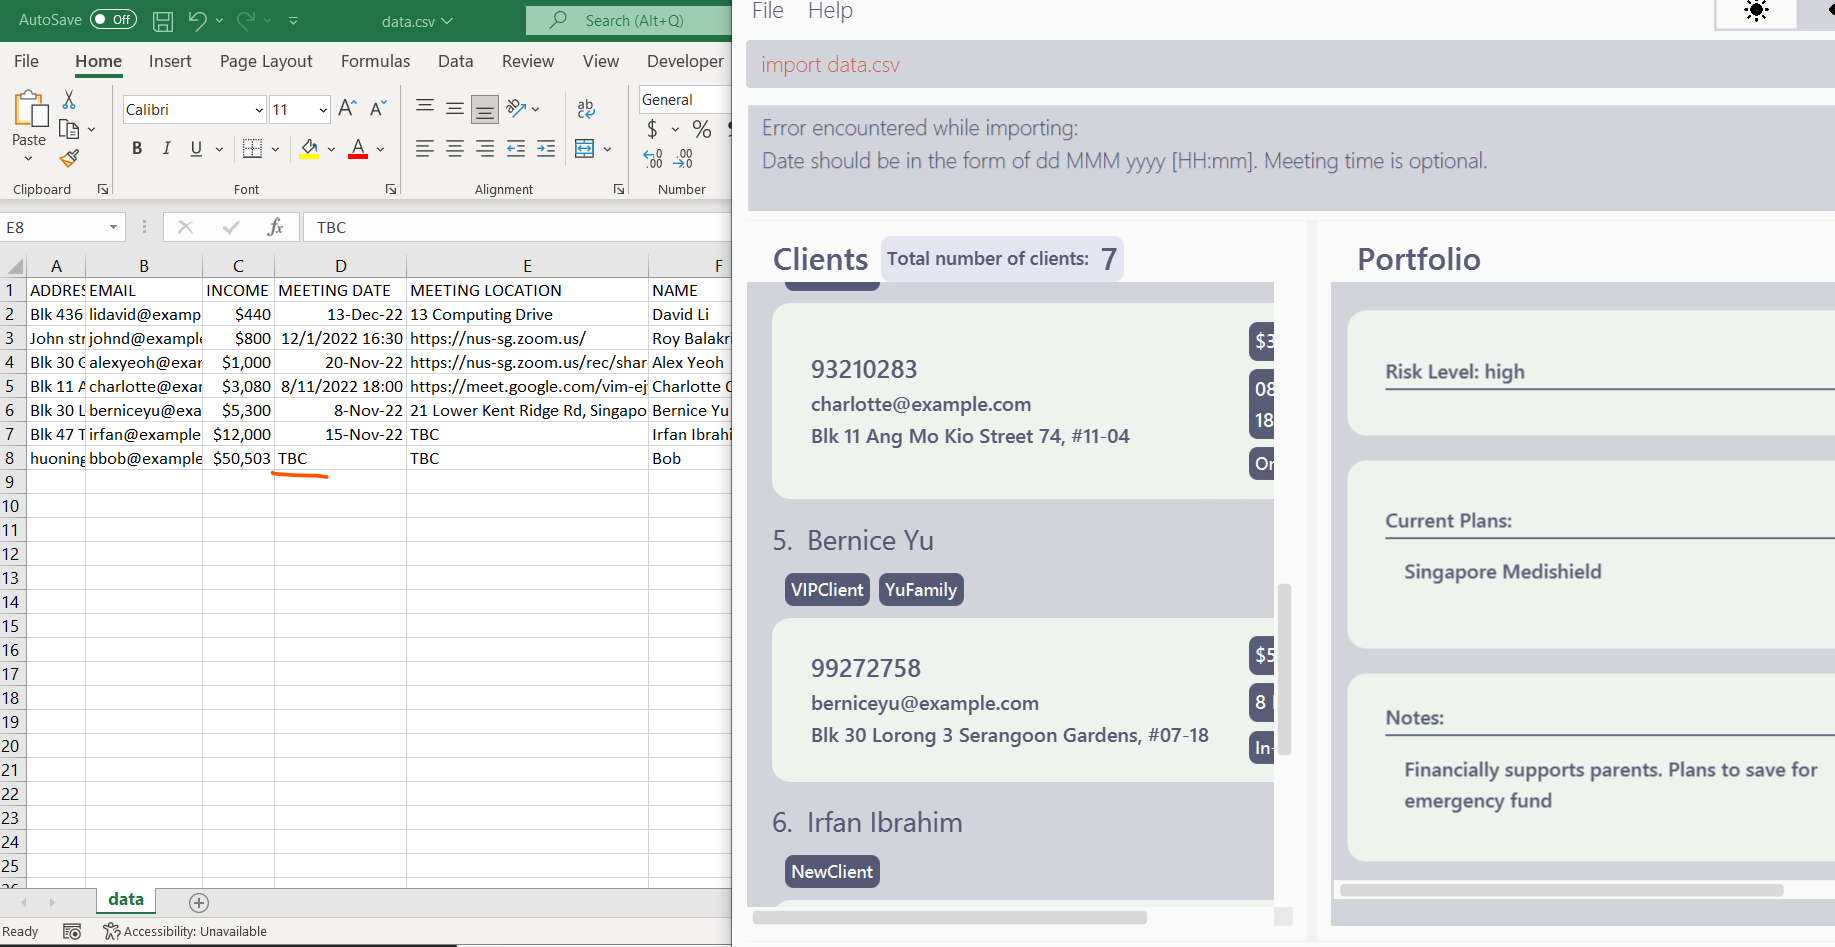 AutoSave Off data.csv Search (Alt+Q)
File Home Insert Page Layout Formulas Data Review View Developer
Paste
Clipboard
Calibri 11
B I U A
Font
ab
Alignment
General
$ %
Number
E8 fx TBC
A B C D E F
1 ADDRES EMAIL INCOME MEETING DATE MEETING LOCATION NAME
2 Blk 436 lidavid@examp $440 13-Dec-22 13 Computing Drive David Li
3 John str johnd@example $800 12/1/2022 16:30 https://nus-sg.zoom.us/ Roy Balakr
4 Blk 30 G alexyeoh@exar $1,000 20-Nov-22 https://nus-sg.zoom.us/rec/shar Alex Yeoh
5 Blk 11 A charlotte@exar $3,080 8/11/2022 18:00 https://meet.google.com/vim-ej Charlotte O
6 Blk 30 L berniceyu@exa $5,300 8-Nov-22 21 Lower Kent Ridge Rd, Singapo Bernice Yu
7 Blk 47 T irfan@example $12,000 15-Nov-22 TBC Irfan Ibrahi
8 huoning bbob@example $50,503 TBC TBC Bob
9
10
11
12
13
14
15
16
17
18
19
20
21
22
23
24
25
data
Ready Accessibility: Unavailable
File Help
import data.csv
Error encountered while importing:
Date should be in the form of dd MMM yyyy [HH:mm]. Meeting time is optional.
Clients Total number of clients: 7
93210283
charlotte@example.com
Blk 11 Ang Mo Kio Street 74, #11-04
$3
08
18
Or
5. Bernice Yu
VIPClient YuFamily
99272758
berniceyu@example.com
Blk 30 Lorong 3 Serangoon Gardens, #07-18
$5
8
In-
6. Irfan Ibrahim
NewClient
Portfolio
Risk Level: high
Current Plans:
Singapore Medishield
Notes:
Financially supports parents. Plans to save for
emergency fund